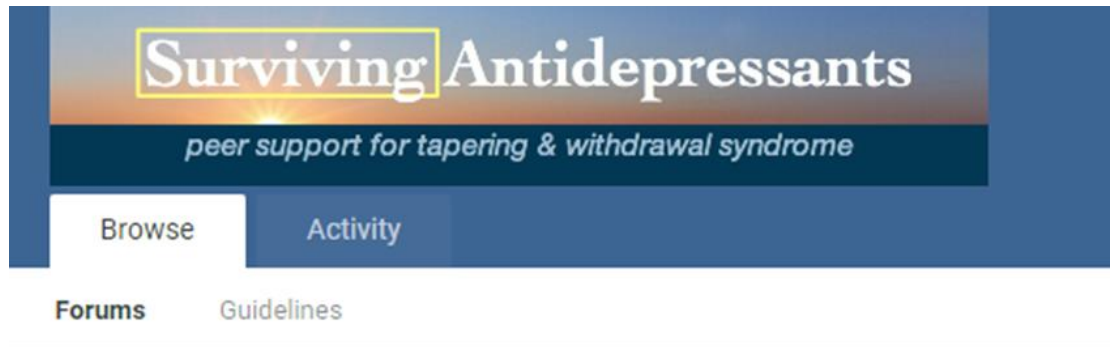 Surviving Antidepressants
peer support for tapering & withdrawal syndrome
Browse Activity
Forums Guidelines